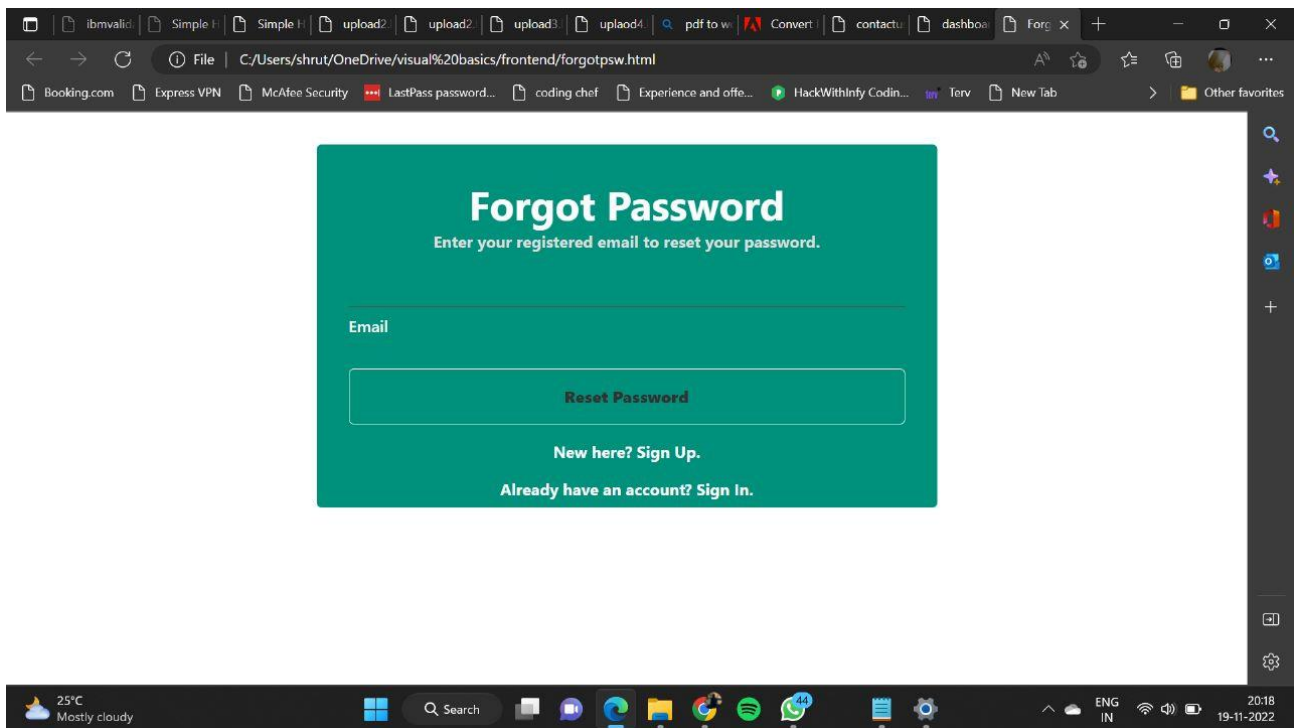 ibmvalid
Simple H
Simple H
upload2.
upload2.
upload3.
uplaod4.
pdf to w
Convert
contactu
dashboa
Forg
File
C:/Users/shrut/OneDrive/visual%20basics/frontend/forgotpsw.html
Booking.com
Express VPN
McAfee Security
LastPass password...
coding chef
Experience and offe...
HackWithInfy Codin...
Terv
New Tab
Other favorites
Forgot Password
Enter your registered email to reset your password.
Email
Reset Password
New here? Sign Up.
Already have an account? Sign In.
25°C
Mostly cloudy
Search
44
ENG
IN
20:18
19-11-2022